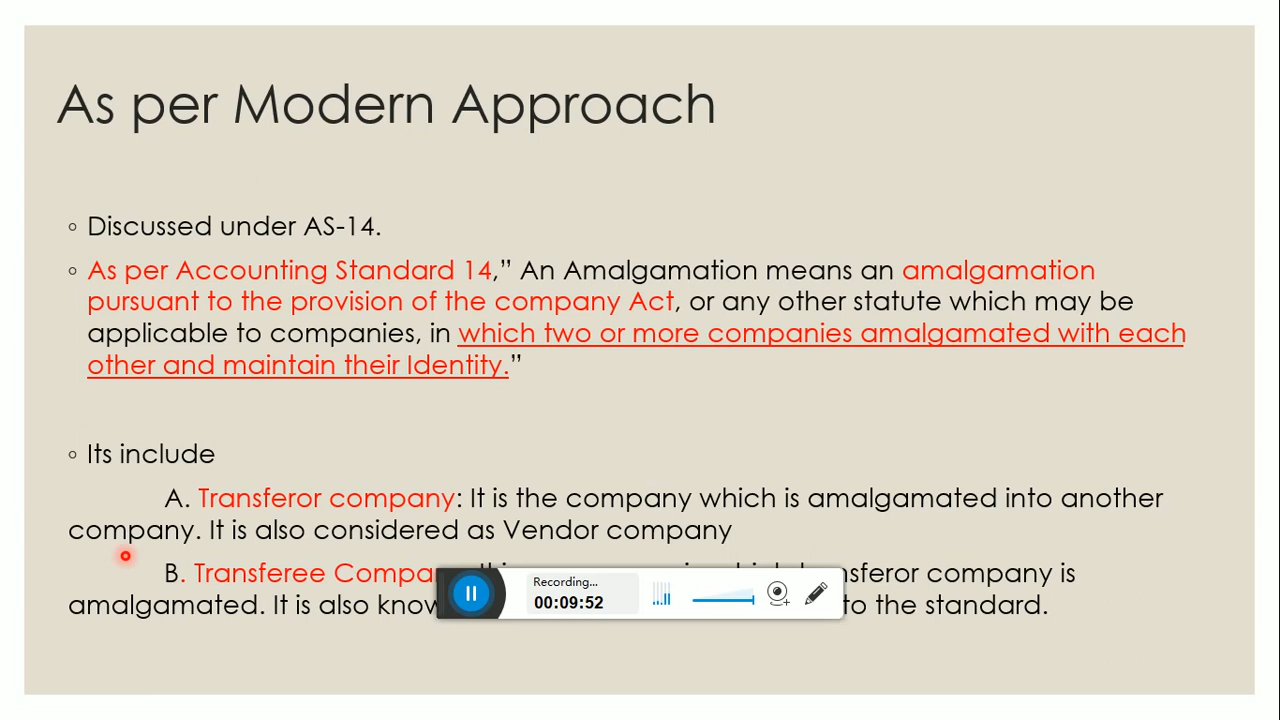 As per Modern Approach
◦ Discussed under AS-14.
◦ As per Accounting Standard 14,” An Amalgamation means an amalgamation
pursuant to the provision of the company Act, or any other statute which may be
applicable to companies, in which two or more companies amalgamated with each
other and maintain their Identity.”
◦ Its include
A. Transferor company: It is the company which is amalgamated into another
company. It is also considered as Vendor company
B. Transferee company is
amalgamated. It is also to the standard.
Recording...
00:09:52